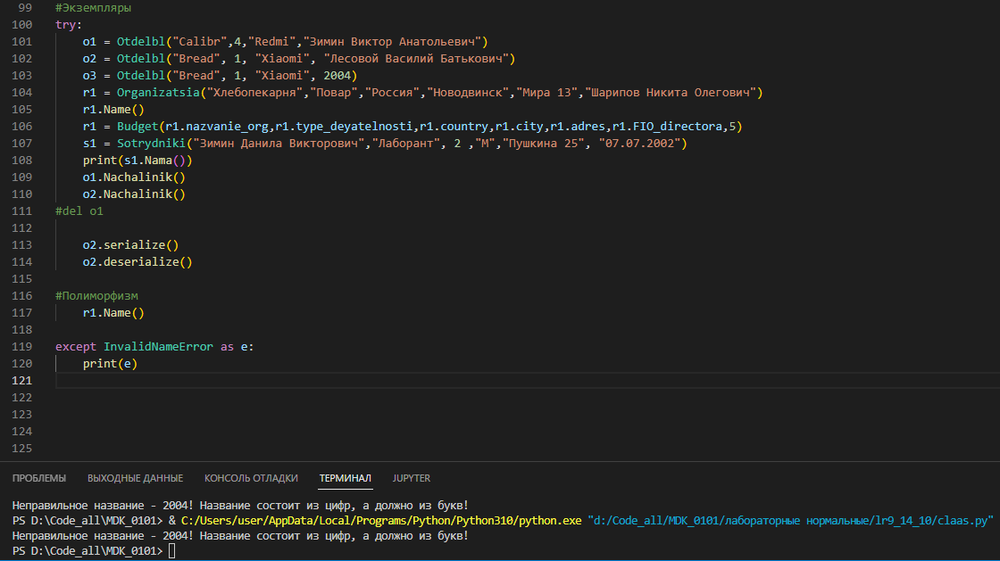 99 #Экземпляры
100 try:
101 o1 = Otdelbl("Calibr",4,"Redmi","Зимин Виктор Анатольевич")
102 o2 = Otdelbl("Bread", 1, "Xiaomi", "Лесовой Василий Батькович")
103 o3 = Otdelbl("Bread", 1, "Xiaomi", 2004)
104 r1 = Organizatsia("Хлебопекарня","Повар","Россия","Новодвинск","Мира 13","Шарипов Никита Олегович")
105 r1.Name()
106 r1 = Budget(r1.nazvanie_org,r1.type_deyatelnosti,r1.country,r1.city,r1.adres,r1.FIO_directora,5)
107 s1 = Sotrydniki("Зимин Данила Викторович","Лаборант", 2 ,"М","Пушкина 25", "07.07.2002")
108 print(s1.Nama())
109 o1.Nachalinik()
110 o2.Nachalinik()
111 #del o1
112
113 o2.serialize()
114 o2.deserialize()
115
116 #Полиморфизм
117 r1.Name()
118
119 except InvalidNameError as e:
120 print(e)
121
122
123
124
125
ПРОБЛЕМЫ ВЫХОДНЫЕ ДАННЫЕ КОНСОЛЬ ОТЛАДКИ ТЕРМИНАЛ JUPYTER
Неправильное название - 2004! Название состоит из цифр, а должно из букв!
PS D:\Code_all\MDK_0101> & C:/Users/user/AppData/Local/Programs/Python/Python310/python.exe "d:/Code_all/MDK_0101/лабораторные нормальные/lr9_14_10/claas.py"
Неправильное название - 2004! Название состоит из цифр, а должно из букв!
PS D:\Code_all\MDK_0101>